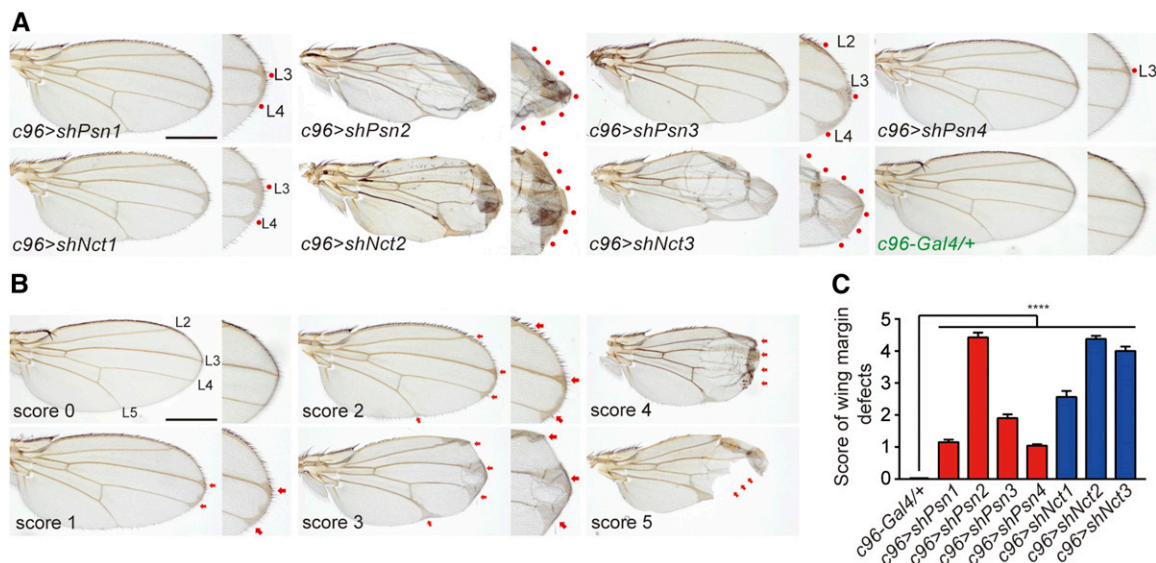 A
L3
L4
c96>shPsn1
c96>shPsn2
L2
L3
L4
c96>shPsn3
L3
c96>shPsn4
L3
L4
c96>shNct1
c96>shNct2
c96>shNct3
c96-Gal4/+
B
L2
L3
L4
L5
score 0
score 2
score 4
score 1
score 3
score 5
C
****
Score of wing margin
defects
5
4
3
2
1
0
c96-Gal4/+
c96>shPsn1
c96>shPsn2
c96>shPsn3
c96>shPsn4
c96>shNct1
c96>shNct2
c96>shNct3